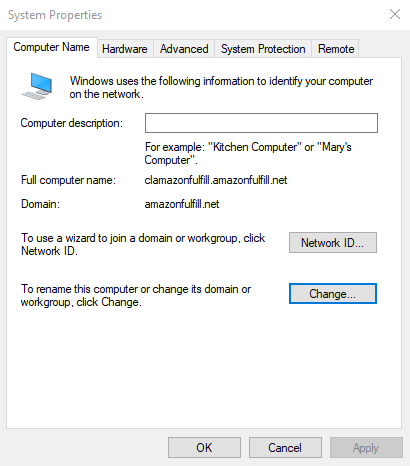 System Properties
Computer Name Hardware Advanced System Protection Remote
Windows uses the following information to identify your computer
on the network.
Computer description:
For example: "Kitchen Computer" or "Mary's
Computer".
Full computer name: clamazonfulfill.amazonfulfill.net
Domain: amazonfulfill.net
To use a wizard to join a domain or workgroup, click
Network ID.
Network ID...
To rename this computer or change its domain or
workgroup, click Change.
Change...
OK Cancel Apply